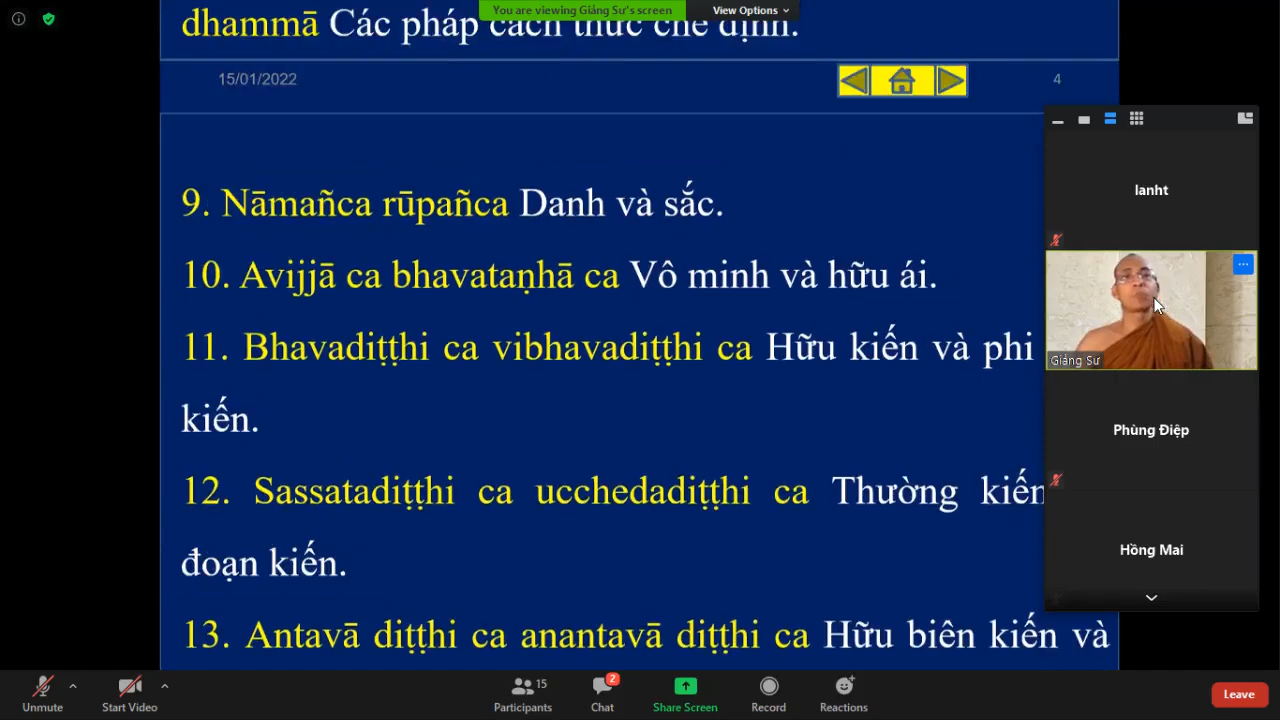 You are viewing Giảng Sư's screen
View Options
dhammā Các pháp cách thức chế định.
15/01/2022
4
9. Nāmañca rūpañca Danh và sắc.
10. Avijjā ca bhavataṇhā ca Vô minh và hữu ái.
11. Bhavadiṭṭhi ca vibhavadiṭṭhi ca Hữu kiến và phi
kiến.
12. Sassatadiṭṭhi ca ucchedadiṭṭhi ca Thường kiến
đoạn kiến.
13. Antavā diṭṭhi ca anantavā diṭṭhi ca Hữu biên kiến và
lanht
Giảng Sư
Phùng Điệp
Hồng Mai
Unmute
Start Video
Participants
15
Chat
2
Share Screen
Record
Reactions
Leave